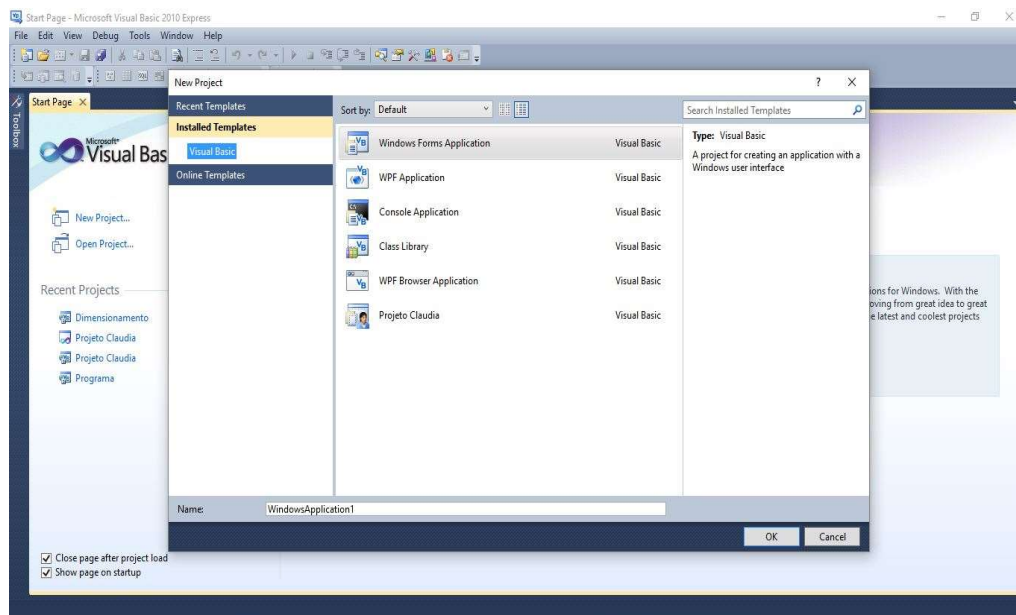 Start Page - Microsoft Visual Basic 2010 Express
File Edit View Debug Tools Window Help
Toolbox
Start Page
Microsoft
Visual Bas
New Project...
Open Project...
Recent Projects
Dimensionamento
Projeto Claudia
Projeto Claudia
Programa
Close page after project load
Show page on startup
New Project
Recent Templates
Installed Templates
Visual Basic
Online Templates
Sort by: Default
Windows Forms Application Visual Basic
WPF Application Visual Basic
Console Application Visual Basic
Class Library Visual Basic
WPF Browser Application Visual Basic
Projeto Claudia Visual Basic
Search Installed Templates
Type: Visual Basic
A project for creating an application with a
Windows user interface
Name: WindowsApplication1
OK Cancel
ions for Windows. With the
oving from great idea to great
e latest and coolest projects